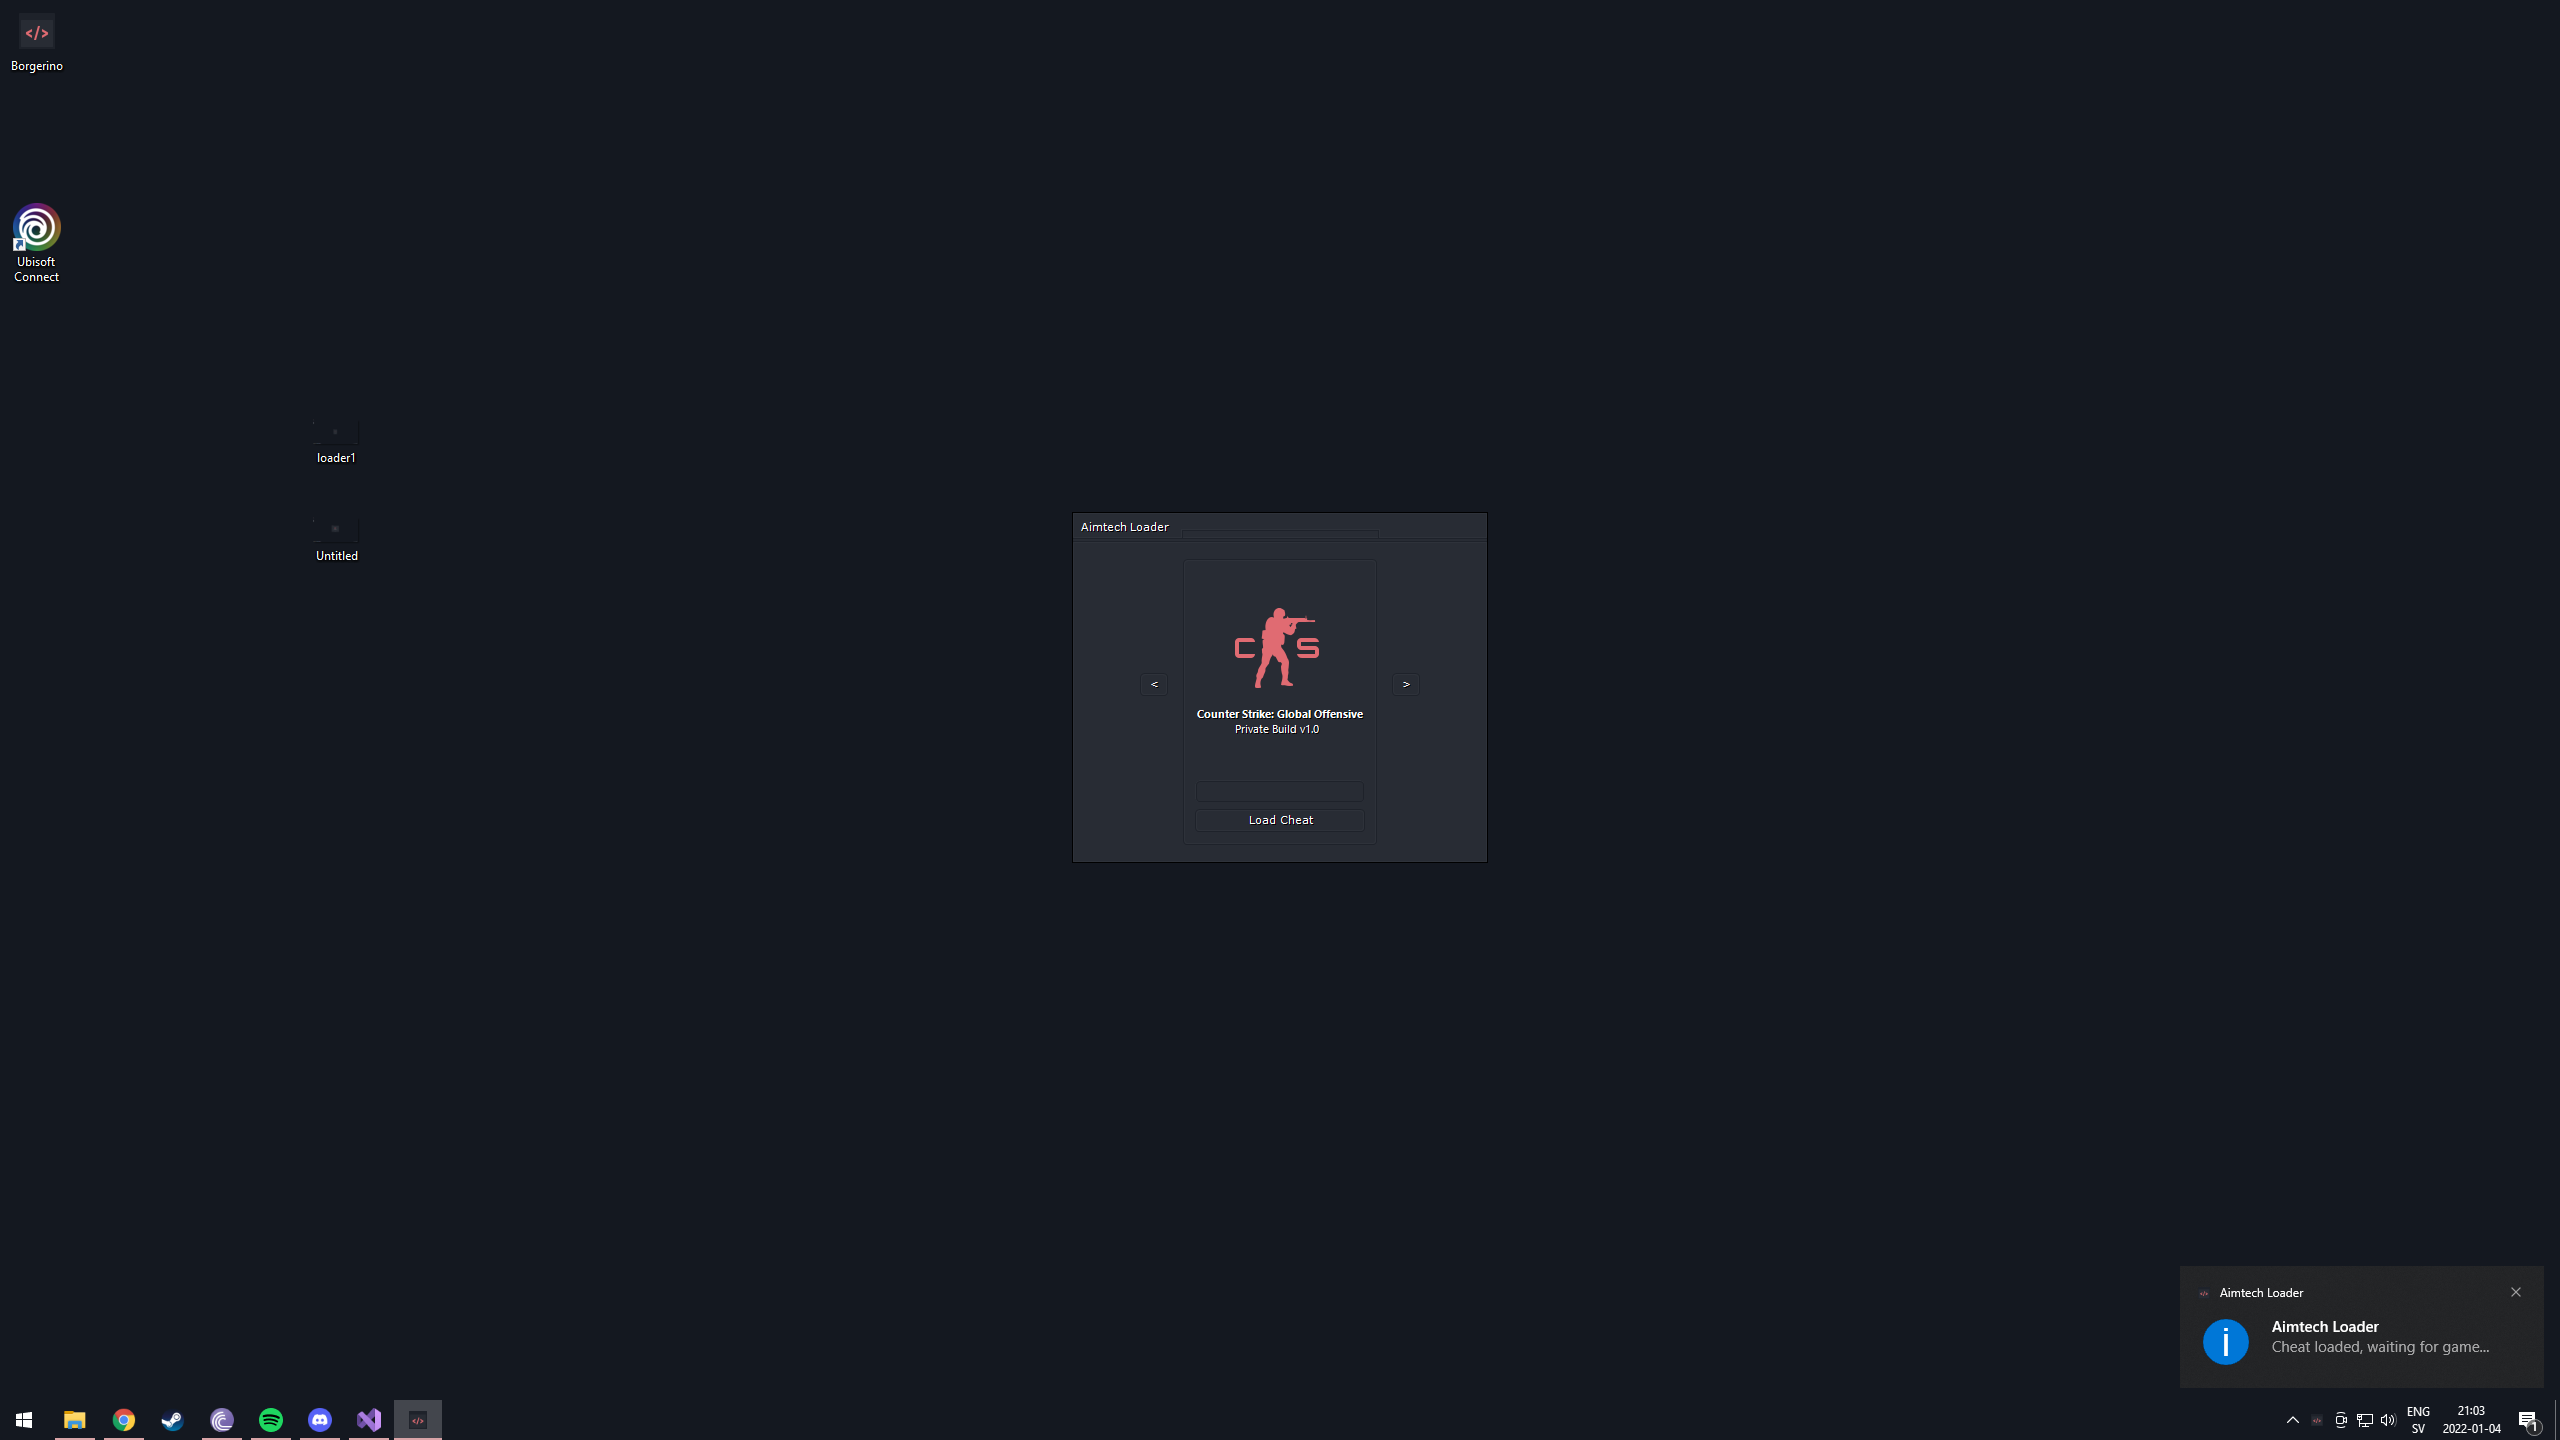 </>
Borgerino
Ubisoft
Connect
loader1
Untitled
Aimtech Loader
C S
<
>
Counter Strike: Global Offensive
Private Build v1.0
Load Cheat
</> Aimtech Loader
i
Aimtech Loader
Cheat loaded, waiting for game...
</>
</>
ENG
SV
21:03
2022-01-04
1